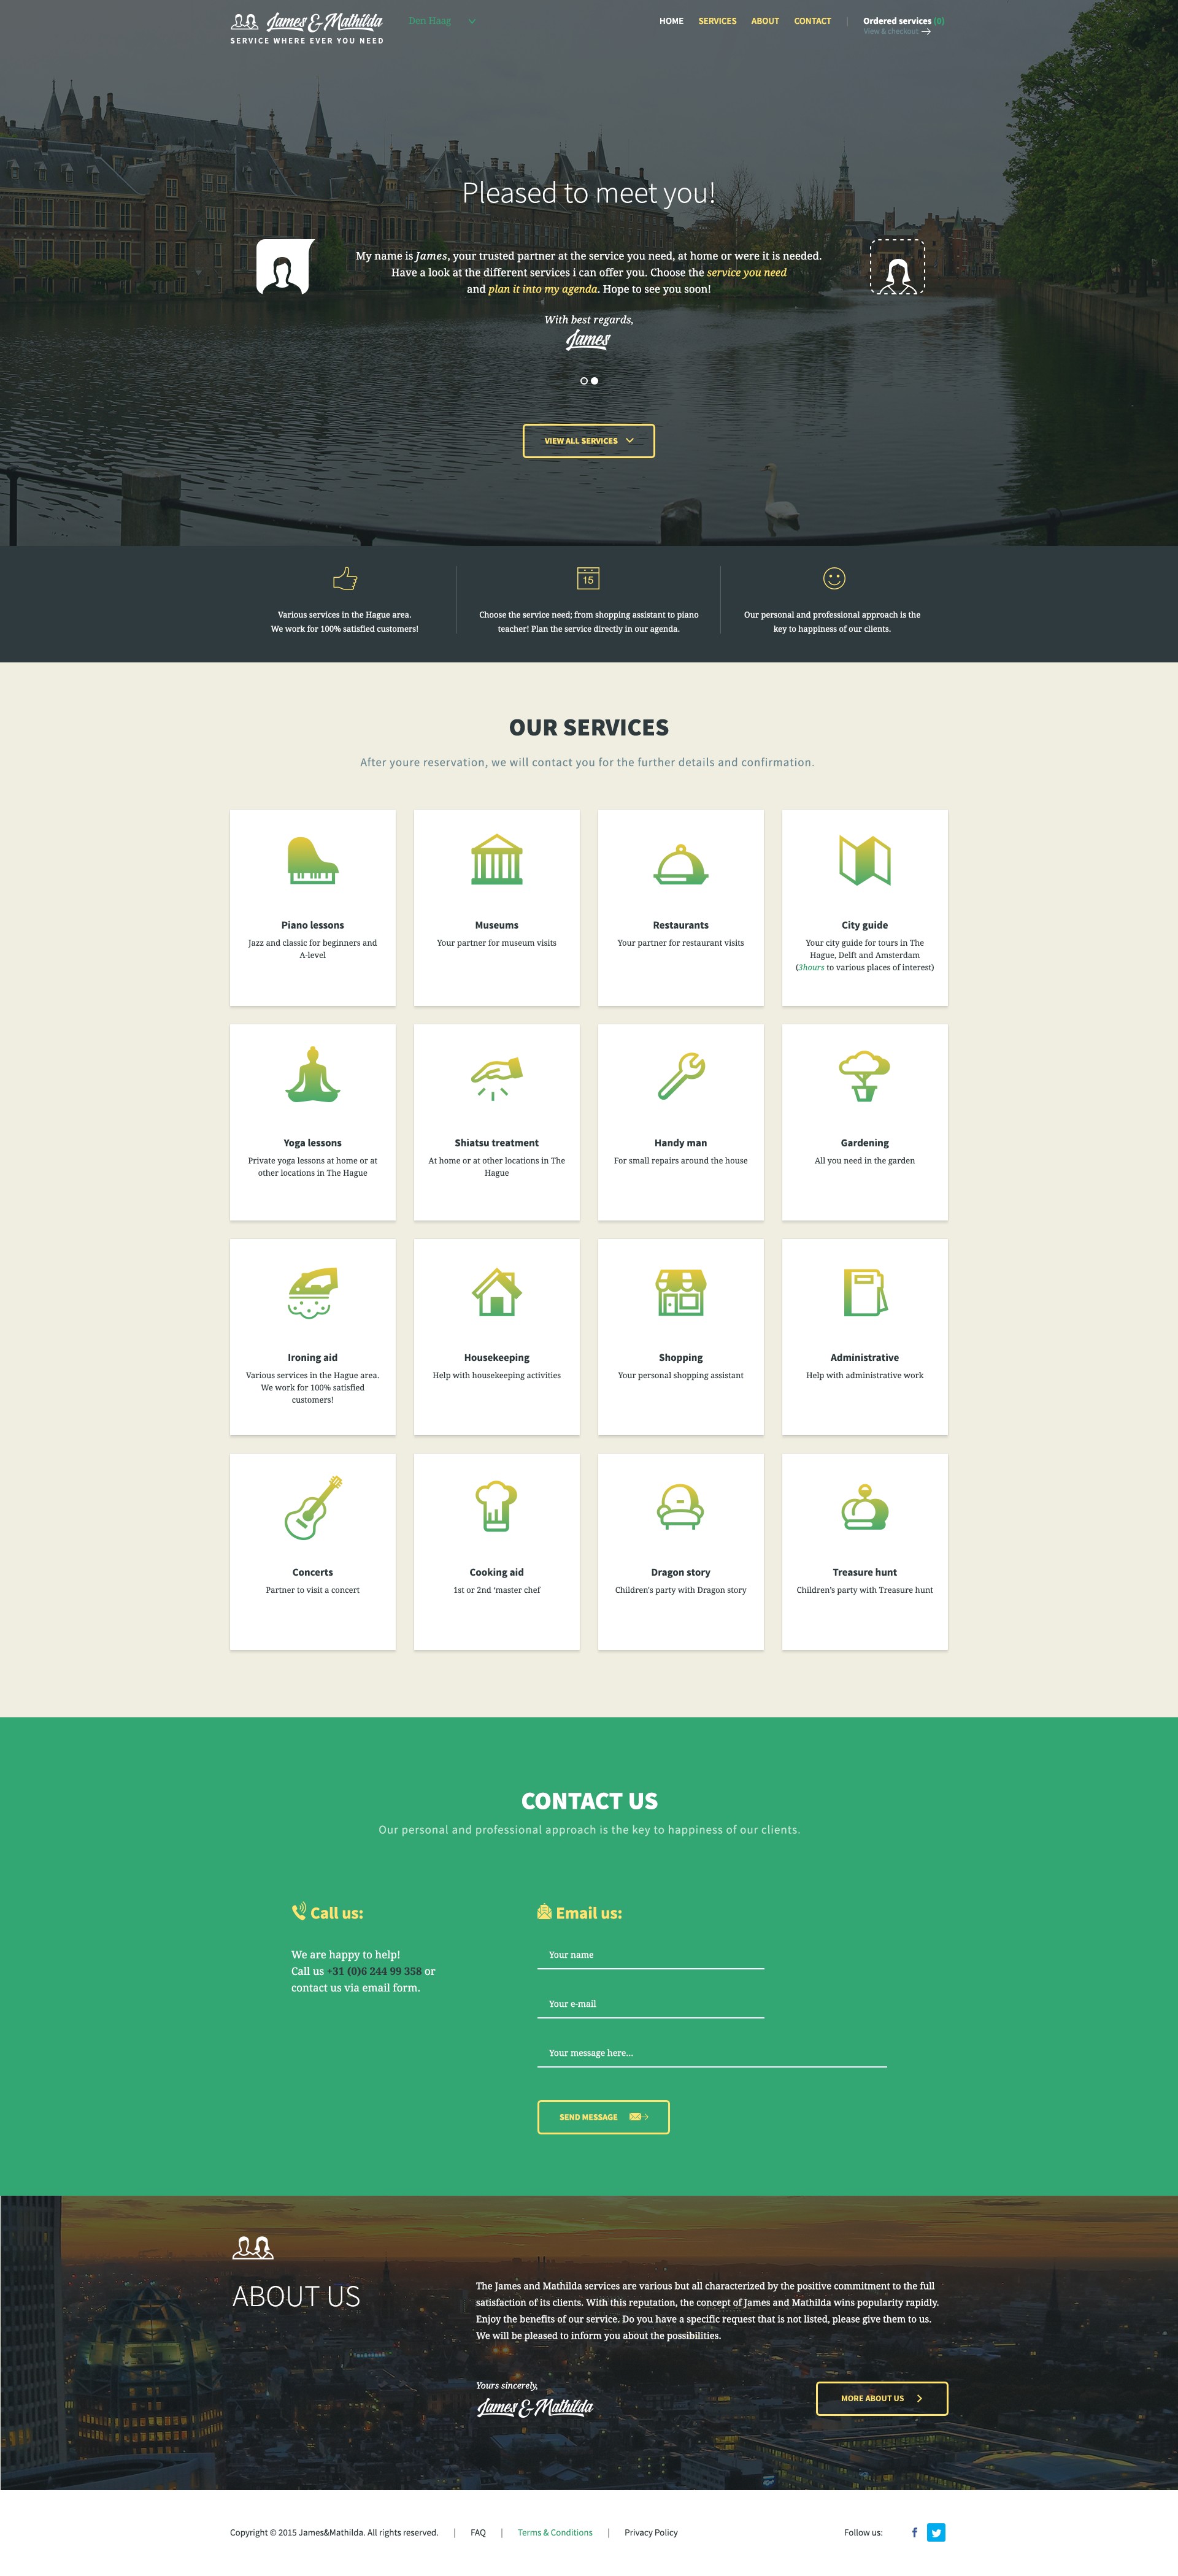 James & Mathilda
SERVICE WHERE EVER YOU NEED
Den Haag
HOME SERVICES ABOUT CONTACT | Ordered services (0)
View & checkout
Pleased to meet you!
My name is James, your trusted partner at the service you need, at home or were it is needed.
Have a look at the different services i can offer you. Choose the service you need
and plan it into my agenda. Hope to see you soon!
With best regards,
James
VIEW ALL SERVICES
15
Various services in the Hague area.
We work for 100% satisfied customers!
Choose the service need; from shopping assistant to piano
teacher! Plan the service directly in our agenda.
Our personal and professional approach is the
key to happiness of our clients.
OUR SERVICES
After youre reservation, we will contact you for the further details and confirmation.
Piano lessons
Jazz and classic for beginners and
A-level
Museums
Your partner for museum visits
Restaurants
Your partner for restaurant visits
City guide
Your city guide for tours in The
Hague, Delft and Amsterdam
(3hours to various places of interest)
Yoga lessons
Private yoga lessons at home or at
other locations in The Hague
Shiatsu treatment
At home or at other locations in The
Hague
Handy man
For small repairs around the house
Gardening
All you need in the garden
Ironing aid
Various services in the Hague area.
We work for 100% satisfied
customers!
Housekeeping
Help with housekeeping activities
Shopping
Your personal shopping assistant
Administrative
Help with administrative work
Concerts
Partner to visit a concert
Cooking aid
1st or 2nd ‘master chef
Dragon story
Children's party with Dragon story
Treasure hunt
Children’s party with Treasure hunt
CONTACT US
Our personal and professional approach is the key to happiness of our clients.
Call us:
We are happy to help!
Call us +31 (0)6 244 99 358 or
contact us via email form.
Email us:
Your name
Your e-mail
Your message here...
SEND MESSAGE
ABOUT US
The James and Mathilda services are various but all characterized by the positive commitment to the full
satisfaction of its clients. With this reputation, the concept of James and Mathilda wins popularity rapidly.
Enjoy the benefits of our service. Do you have a specific request that is not listed, please give them to us.
We will be pleased to inform you about the possibilities.
Yours sincerely,
James & Mathilda
MORE ABOUT US
Copyright © 2015 James&Mathilda. All rights reserved. | FAQ | Terms & Conditions | Privacy Policy
Follow us: